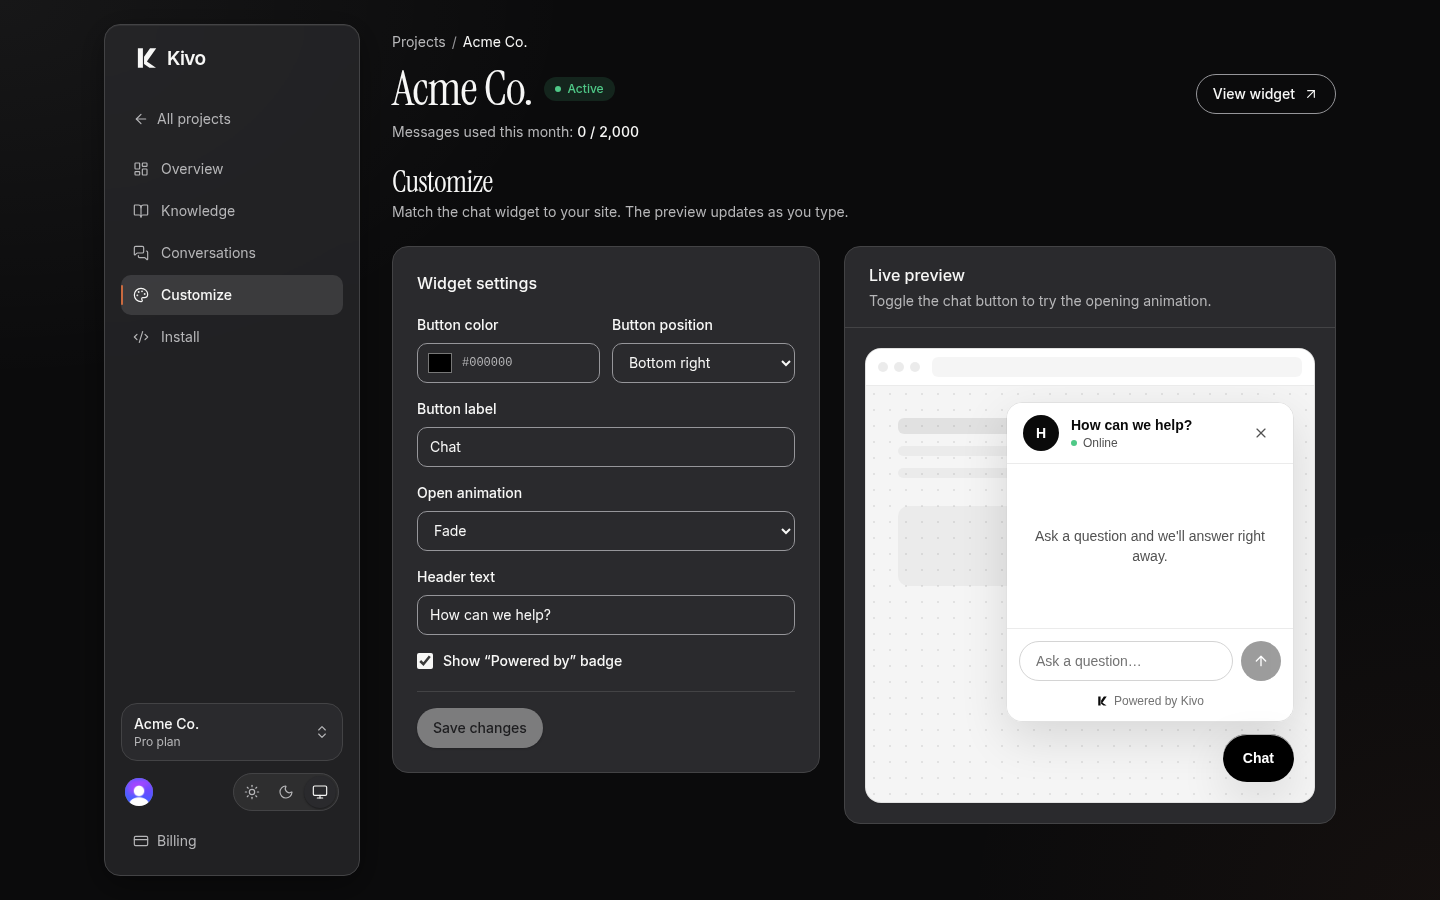 Kivo
All projects
Overview
Knowledge
Conversations
Customize
Install
Acme Co.
Pro plan
Billing
Projects / Acme Co.
Acme Co.
Active
View widget
Messages used this month: 0 / 2,000
Customize
Match the chat widget to your site. The preview updates as you type.
Widget settings
Button color
Button position
#000000
Bottom right
Button label
Chat
Open animation
Fade
Header text
How can we help?
Show “Powered by” badge
Save changes
Live preview
Toggle the chat button to try the opening animation.
H
How can we help?
Online
Ask a question and we'll answer right
away.
Ask a question…
Powered by Kivo
Chat